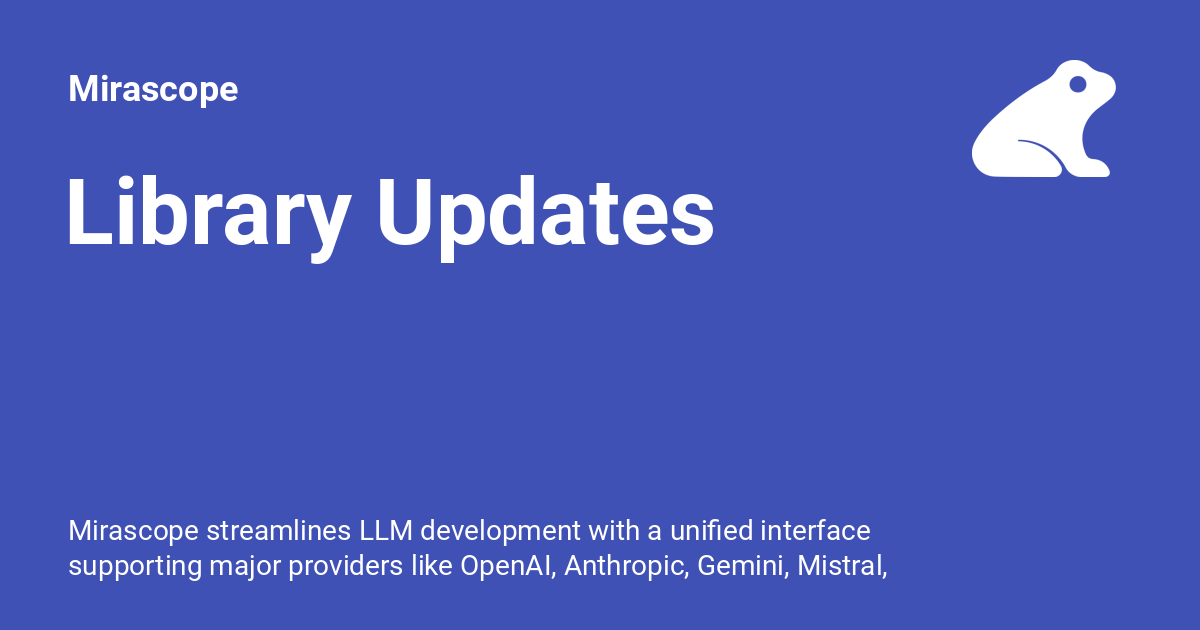 Mirascope
Library Updates
Mirascope streamlines LLM development with a unified interface
supporting major providers like OpenAI, Anthropic, Gemini, Mistral,